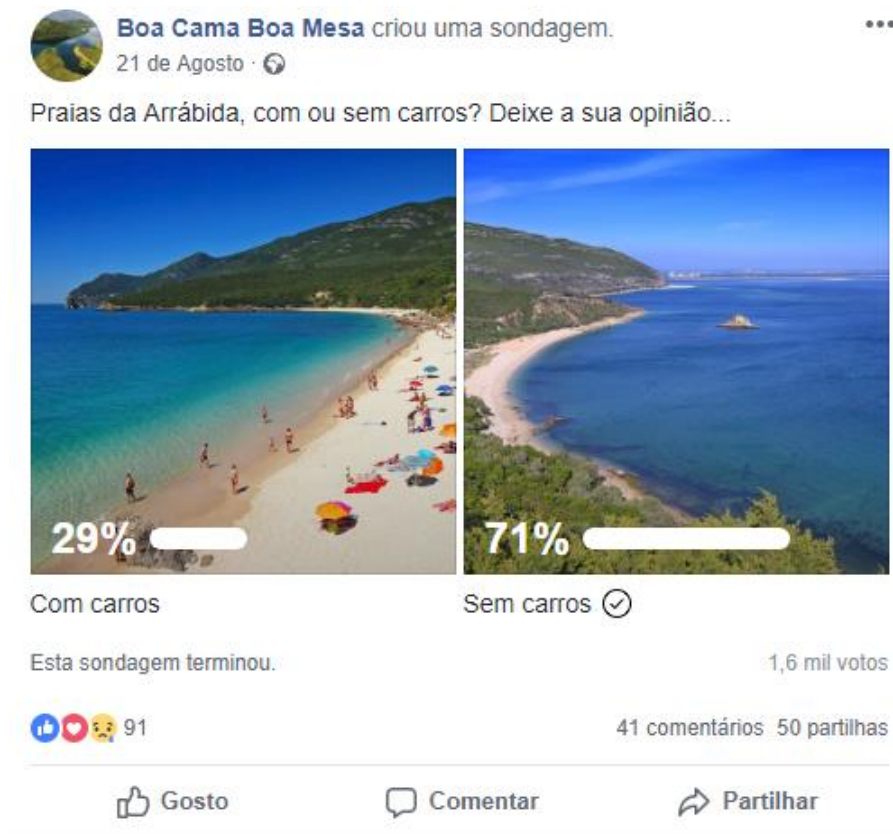 Boa Cama Boa Mesa criou uma sondagem.
21 de Agosto ·
Praias da Arrábida, com ou sem carros? Deixe a sua opinião...
29% 71%
Com carros Sem carros
Esta sondagem terminou. 1,6 mil votos
91 41 comentários 50 partilhas
Gosto Comentar Partilhar